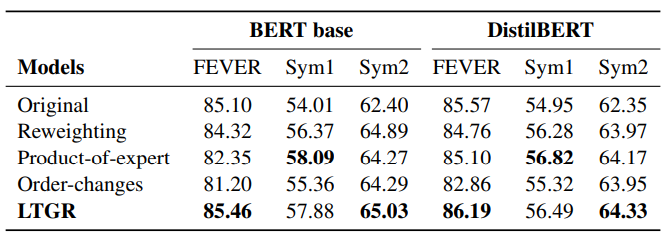 BERT base DistilBERT
Models FEVER Sym1 Sym2 FEVER Sym1 Sym2
Original 85.10 54.01 62.40 85.57 54.95 62.35
Reweighting 84.32 56.37 64.89 84.76 56.28 63.97
Product-of-expert 82.35 58.09 64.27 85.10 56.82 64.17
Order-changes 81.20 55.36 64.29 82.86 55.32 63.95
LTGR 85.46 57.88 65.03 86.19 56.49 64.33